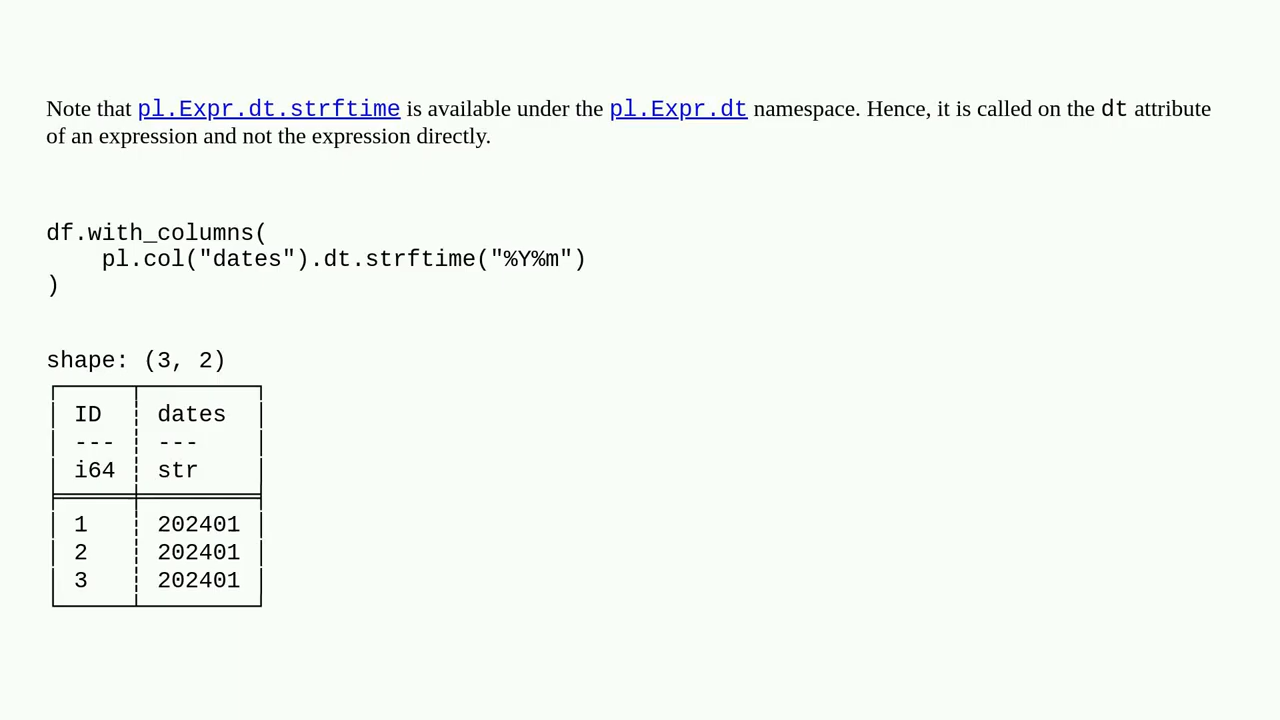 Note that pl.Expr.dt.strftime is available under the pl.Expr.dt namespace. Hence, it is called on the dt attribute
of an expression and not the expression directly.
df.with_columns(
    pl.col("dates").dt.strftime("%Y%m")
)
shape: (3, 2)
┌─────┬────────┐
│ ID  ┆ dates  │
│ --- ┆ ---    │
│ i64 ┆ str    │
╞═════╪════════╡
│ 1   ┆ 202401 │
│ 2   ┆ 202401 │
│ 3   ┆ 202401 │
└─────┴────────┘